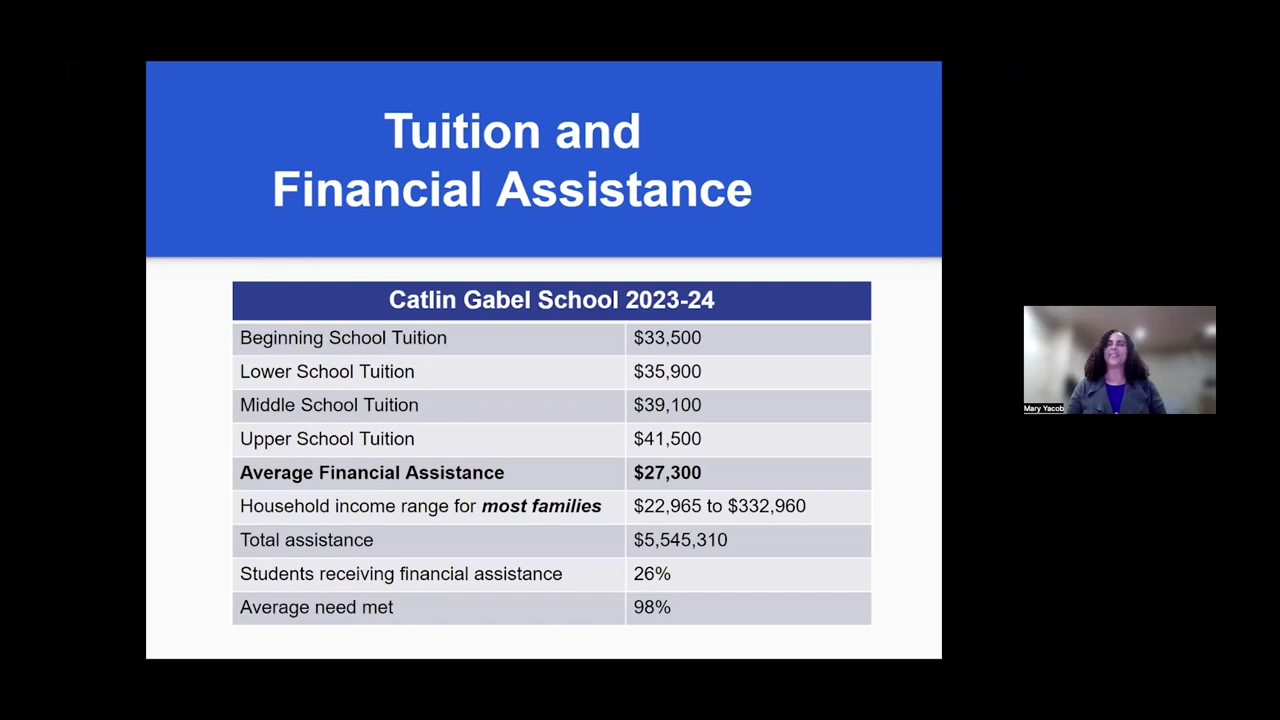 Tuition and
Financial Assistance
Catlin Gabel School 2023-24
Beginning School Tuition $33,500
Lower School Tuition $35,900
Middle School Tuition $39,100
Upper School Tuition $41,500
Average Financial Assistance $27,300
Household income range for most families $22,965 to $332,960
Total assistance $5,545,310
Students receiving financial assistance 26%
Average need met 98%
Mary Yacob